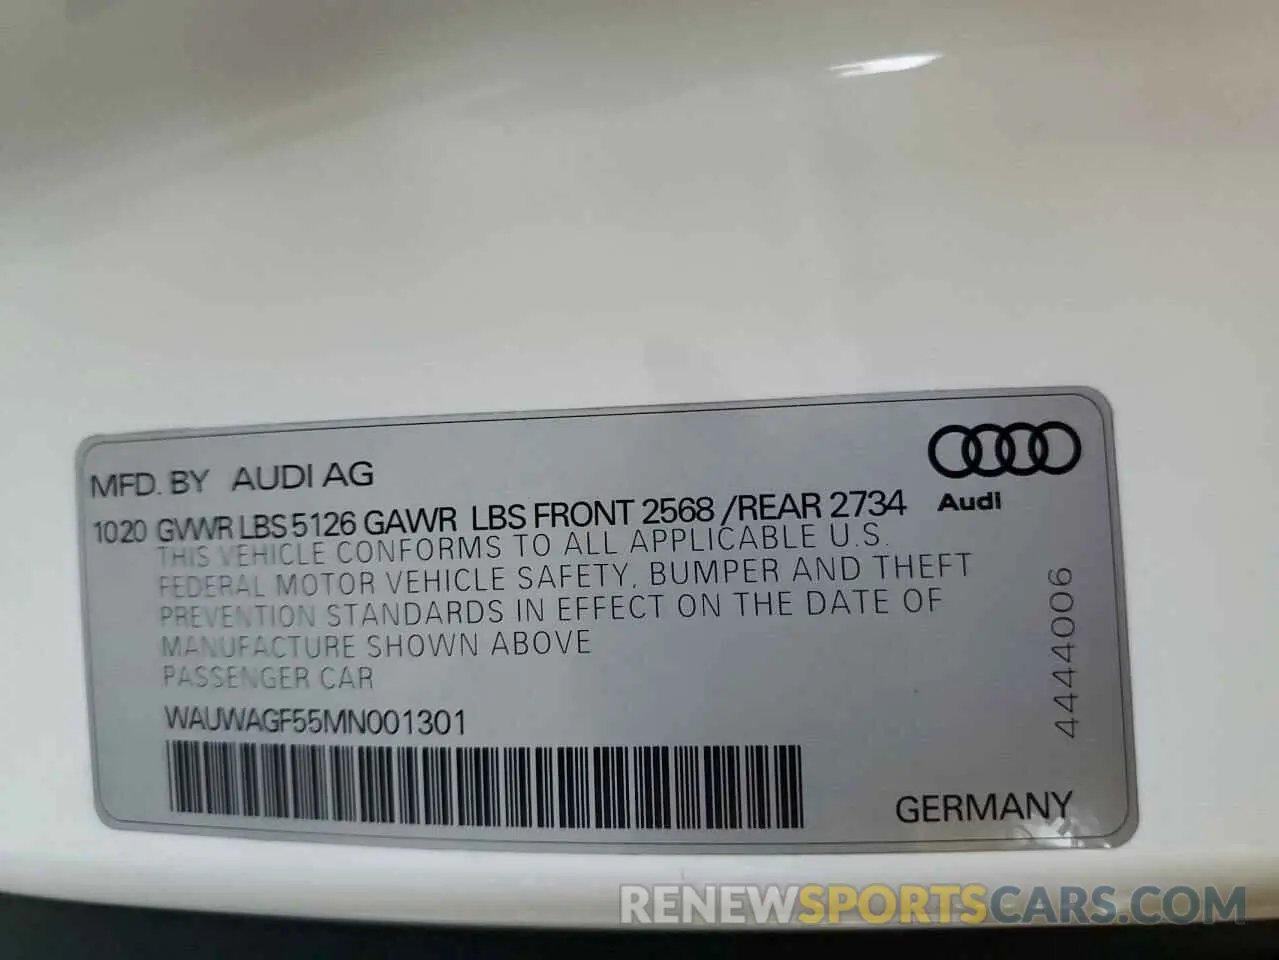 MFD. BY AUDI AG
Audi
1020 GVWR LBS 5126 GAWR LBS FRONT 2568 /REAR 2734
THIS VEHICLE CONFORMS TO ALL APPLICABLE U.S.
FEDERAL MOTOR VEHICLE SAFETY, BUMPER AND THEFT
PREVENTION STANDARDS IN EFFECT ON THE DATE OF
MANUFACTURE SHOWN ABOVE
PASSENGER CAR
WAUWAGF55MN001301
4444006
GERMANY
RENEWSPORTSCARS.COM